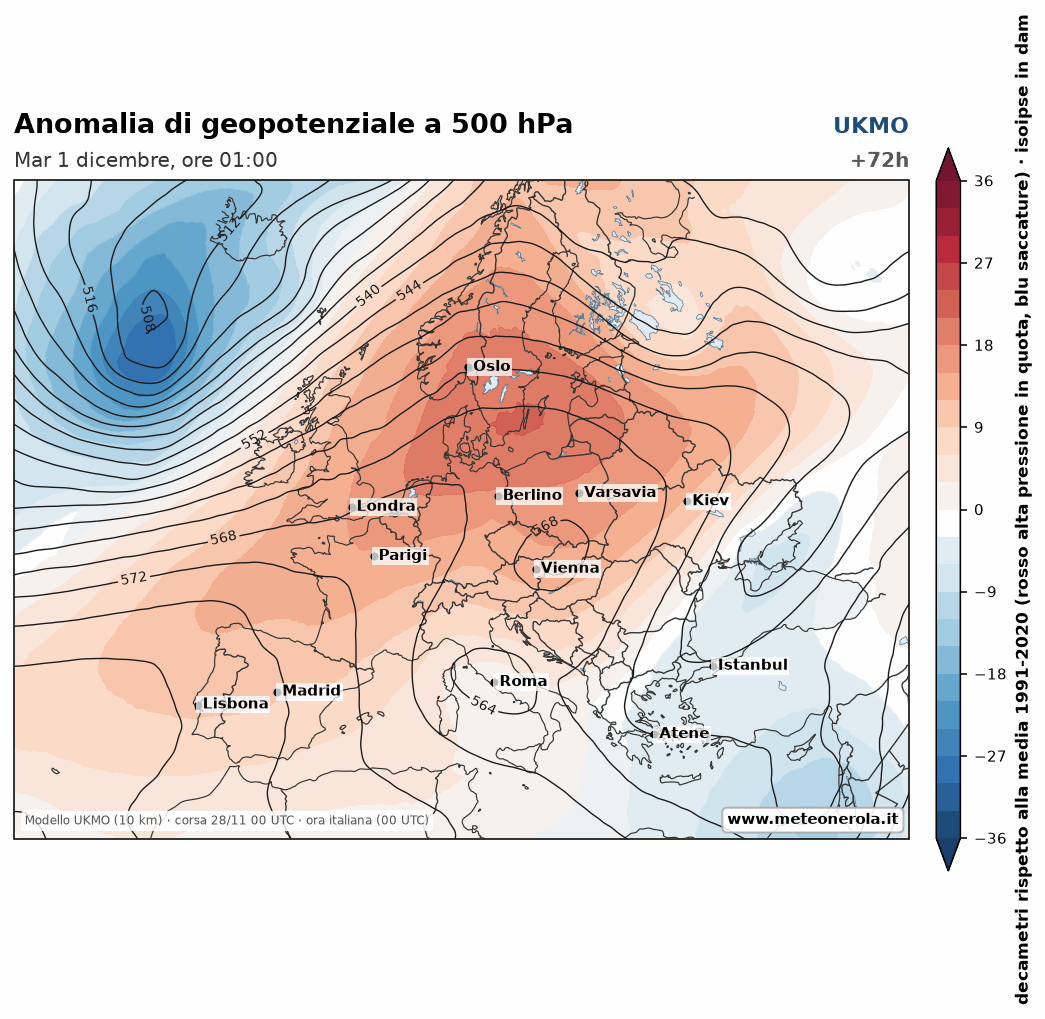 Anomalia di geopotenziale a 500 hPa
UKMO
Mar 1 dicembre, ore 01:00
+72h
512
516
508
540
544
552
568
572
568
564
Oslo
Berlino
Varsavia
Kiev
Londra
Parigi
Vienna
Istanbul
Roma
Madrid
Lisbona
Atene
Modello UKMO (10 km) · corsa 28/11 00 UTC · ora italiana (00 UTC)
www.meteonerola.it
36
27
18
9
0
−9
−18
−27
−36
decametri rispetto alla media 1991-2020 (rosso alta pressione in quota, blu saccature) · isoipse in dam